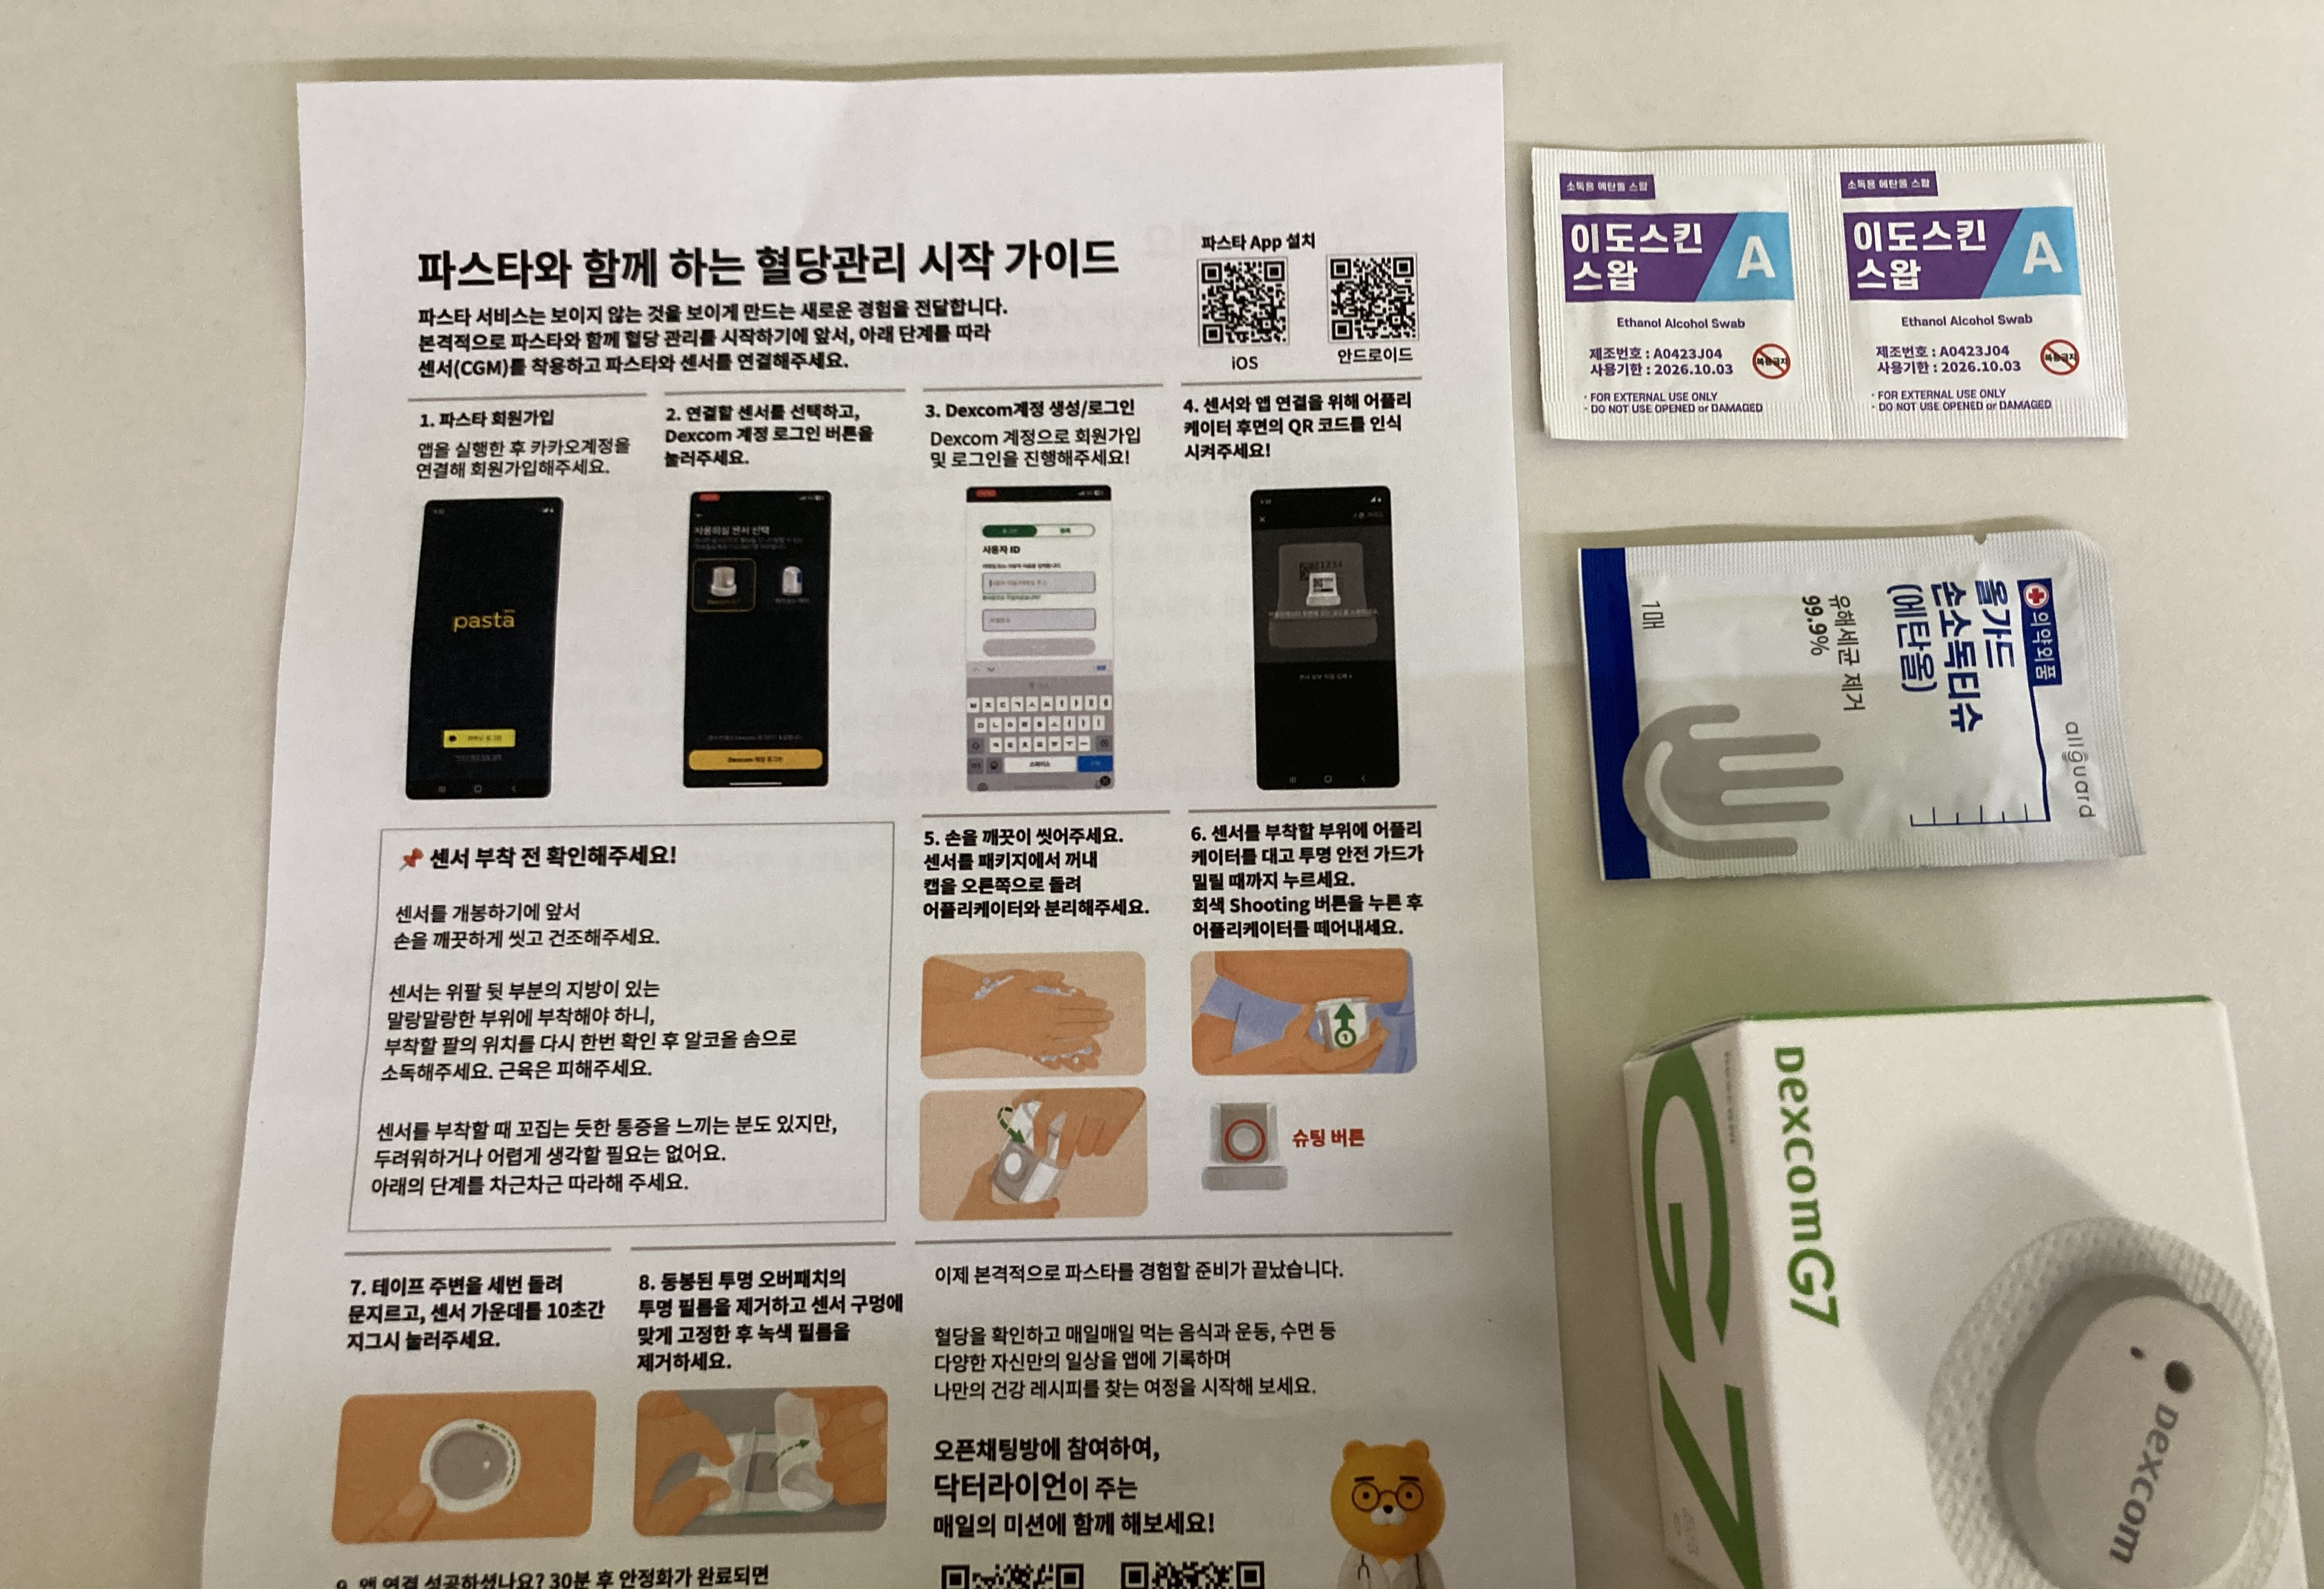 파스타와 함께 하는 혈당관리 시작 가이드
파스타 서비스는 보이지 않는 것을 보이게 만드는 새로운 경험을 전달합니다.
본격적으로 파스타와 함께 혈당 관리를 시작하기에 앞서, 아래 단계를 따라
센서(CGM)를 착용하고 파스타와 센서를 연결해주세요.
파스타 App 설치
iOS
안드로이드
1. 파스타 회원가입
앱을 실행한 후 카카오계정을
연결해 회원가입해주세요.
pasta
2. 연결할 센서를 선택하고,
Dexcom 계정 로그인 버튼을
눌러주세요.
사용하실 센서 선택
Dexcom 계정 로그인
3. Dexcom계정 생성/로그인
Dexcom 계정으로 회원가입
및 로그인을 진행해주세요!
사용자 ID
4. 센서와 앱 연결을 위해 어플리
케이터 후면의 QR 코드를 인식
시켜주세요!
📌 센서 부착 전 확인해주세요!
센서를 개봉하기에 앞서
손을 깨끗하게 씻고 건조해주세요.
센서는 위팔 뒷 부분의 지방이 있는
말랑말랑한 부위에 부착해야 하니,
부착할 팔의 위치를 다시 한번 확인 후 알코올 솜으로
소독해주세요. 근육은 피해주세요.
센서를 부착할 때 꼬집는 듯한 통증을 느끼는 분도 있지만,
두려워하거나 어렵게 생각할 필요는 없어요.
아래의 단계를 차근차근 따라해 주세요.
5. 손을 깨끗이 씻어주세요.
센서를 패키지에서 꺼내
캡을 오른쪽으로 돌려
어플리케이터와 분리해주세요.
6. 센서를 부착할 부위에 어플리
케이터를 대고 투명 안전 가드가
밀릴 때까지 누르세요.
회색 Shooting 버튼을 누른 후
어플리케이터를 떼어내세요.
1
슈팅 버튼
7. 테이프 주변을 세번 돌려
문지르고, 센서 가운데를 10초간
지그시 눌러주세요.
8. 동봉된 투명 오버패치의
투명 필름을 제거하고 센서 구멍에
맞게 고정한 후 녹색 필름을
제거하세요.
이제 본격적으로 파스타를 경험할 준비가 끝났습니다.
혈당을 확인하고 매일매일 먹는 음식과 운동, 수면 등
다양한 자신만의 일상을 앱에 기록하며
나만의 건강 레시피를 찾는 여정을 시작해 보세요.
오픈채팅방에 참여하여,
닥터라이언이 주는
매일의 미션에 함께 해보세요!
9. 앱 연결 성공하셨나요? 30분 후 안정화가 완료되면
소독용 에탄올 스왑
이도스킨
스왑
A
Ethanol Alcohol Swab
제조번호 : A0423J04
사용기한 : 2026.10.03
복용금지
· FOR EXTERNAL USE ONLY
· DO NOT USE OPENED or DAMAGED
소독용 에탄올 스왑
이도스킨
스왑
A
Ethanol Alcohol Swab
제조번호 : A0423J04
사용기한 : 2026.10.03
복용금지
· FOR EXTERNAL USE ONLY
· DO NOT USE OPENED or DAMAGED
allguard
의약외품
올가드
손소독티슈
(에탄올)
유해세균 제거
99.9%
1매
G7
Dexcom G7
Dexcom